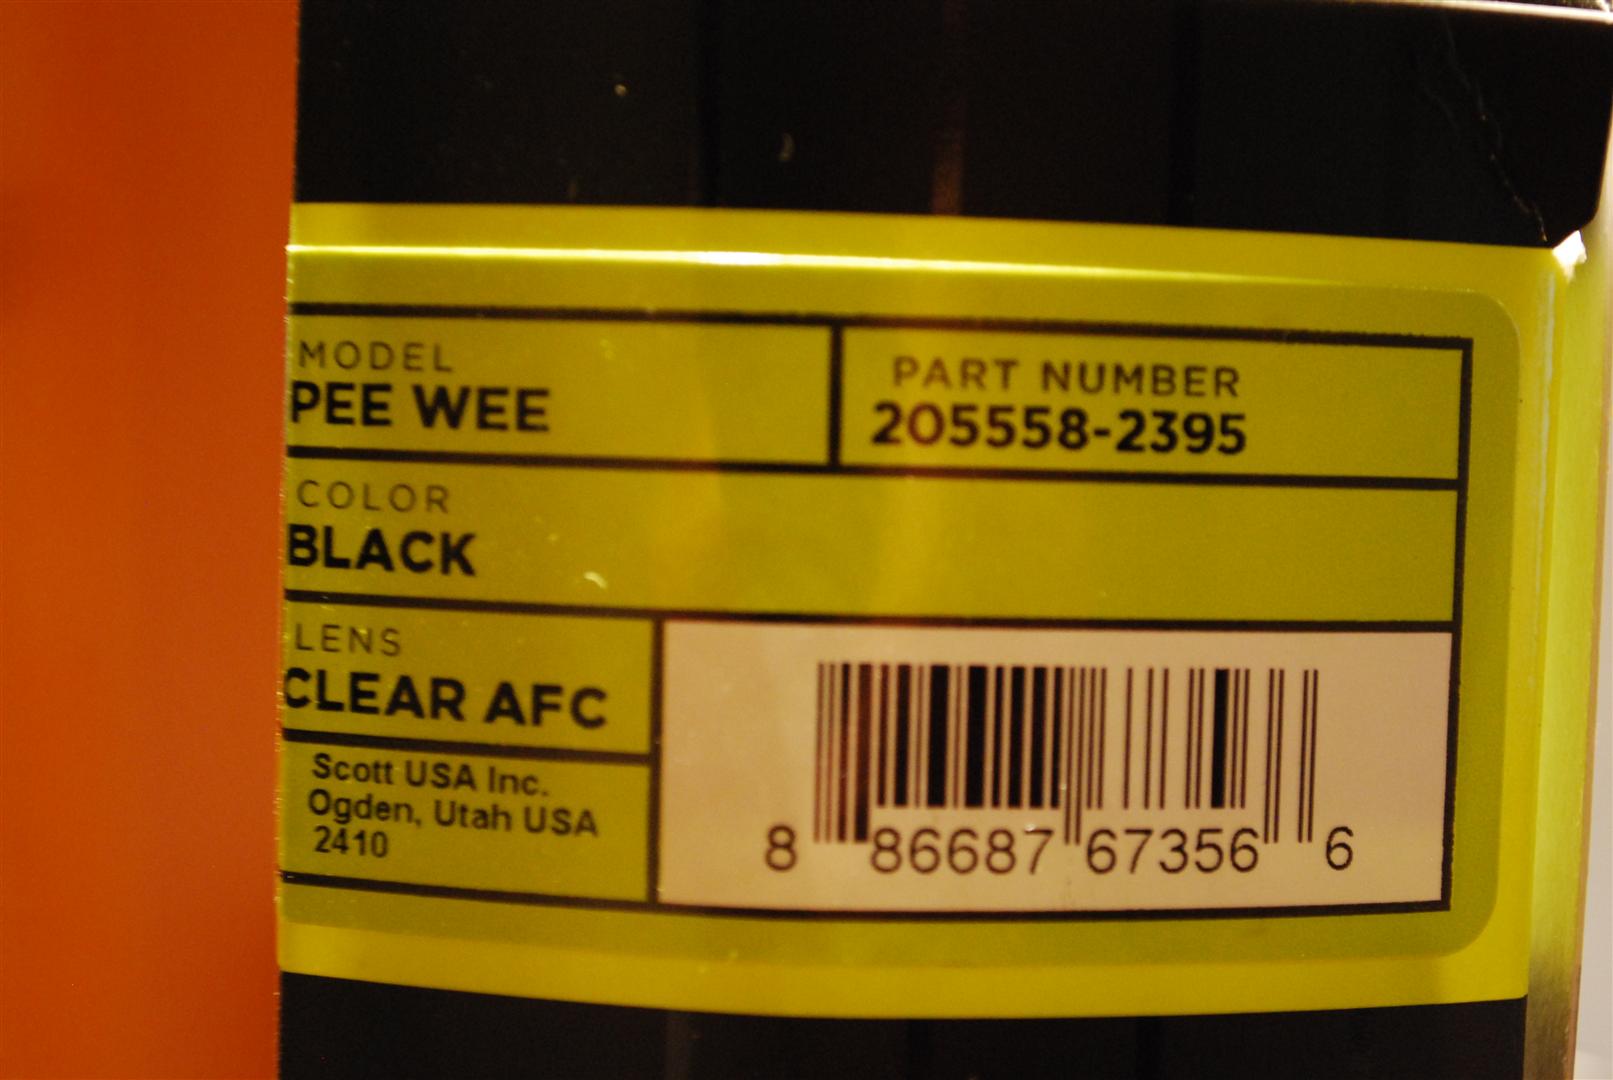 MODEL
PEE WEE
PART NUMBER
205558-2395
COLOR
BLACK
LENS
CLEAR AFC
Scott USA Inc.
Ogden, Utah USA
2410
8 86687 67356 6